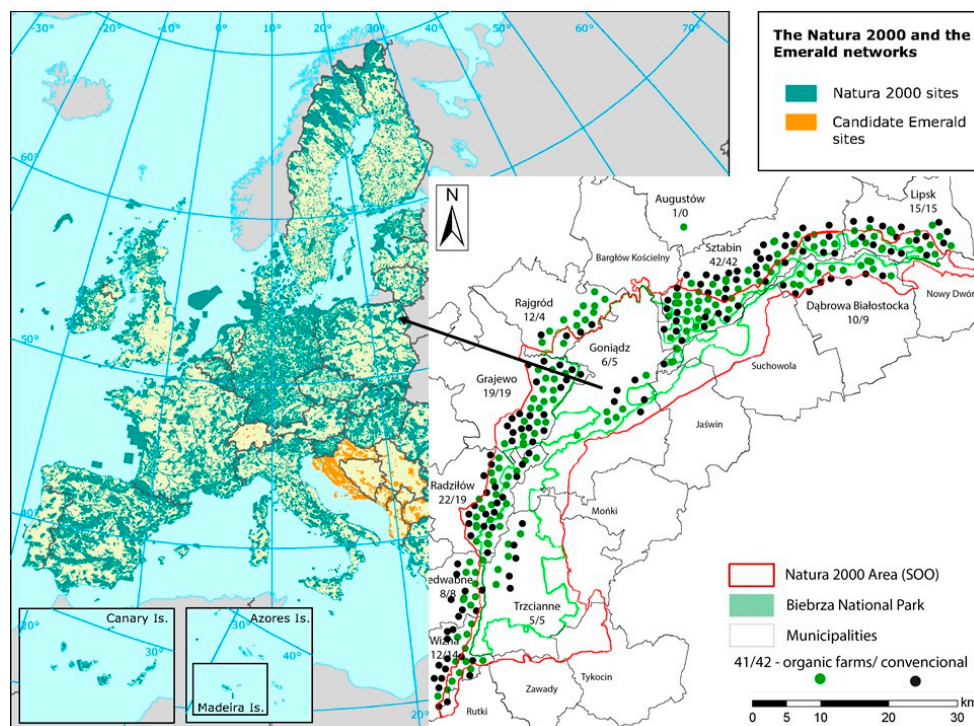 -30°
-20°
-10°
0°
10°
20°
30°
40°
50°
60°
70°
60°
50°
40°
20°
30°
40°
Canary Is.
30°
Azores Is.
40°
30°
Madeira Is.
20°
The Natura 2000 and the
Emerald networks
Natura 2000 sites
Candidate Emerald
sites
N
Augustów
1/0
Lipsk
15/15
Bargłów Kościelny
Sztabin
42/42
Nowy Dwór
Rajgród
12/4
Dąbrowa Białostocka
10/9
Goniądz
6/5
Suchowola
Grajewo
19/19
Jaświn
Radziłów
22/19
Mońki
edwabne
8/8
Trzcianne
5/5
Wizna
12/14
Zawady
Tykocin
Rutki
Natura 2000 Area (SOO)
Biebrza National Park
Municipalities
41/42 - organic farms/ convencional
0 10 20 30 km